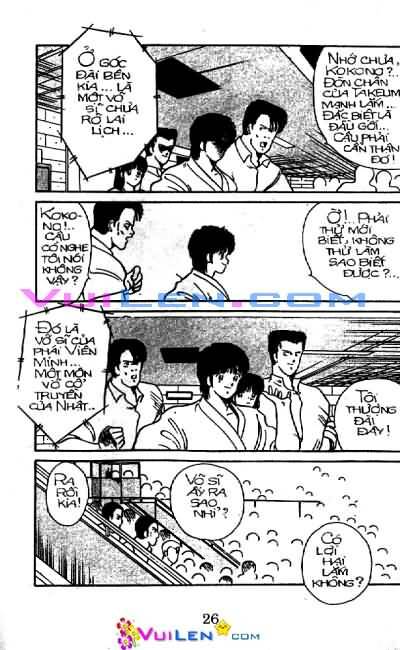 Ở GÓC
ĐÀI BÊN
KIA... LÀ
MỘT VÕ
SĨ CHƯA
RÕ LAI
LỊCH...
NHỚ CHƯA,
KOKONO?..
ĐÒN CHÂN
CỦA TAKEUM
MẠNH LẮM...
ĐẶC BIỆT LÀ
ĐẦU GỐI...
CẬU PHẢI
CẨN THẬN
ĐÓ!
KOKO-
NO!..
CẬU
CÓ NGHE
TÔI NÓI
KHÔNG
VẬY?
Ờ!.. PHẢI
THỬ MỚI
BIẾT, KHÔNG
THỬ LÀM
SAO BIẾT
ĐƯỢC?...
VUILEN.COM
ĐÓ LÀ
VÕ SĨ CỦA
PHÁI VIÊN
MINH...
MỘT MÔN
VÕ CỔ
TRUYỀN
CỦA NHẬT..
TÔI
THƯỢNG
ĐÀI
ĐÂY!
RA
RỒI
KÌA!
VÕ SĨ
ẤY RA
SAO
NHỈ?
CÓ
LỢI
HẠI
LẮM
KHÔNG?
26
VUILEN.COM